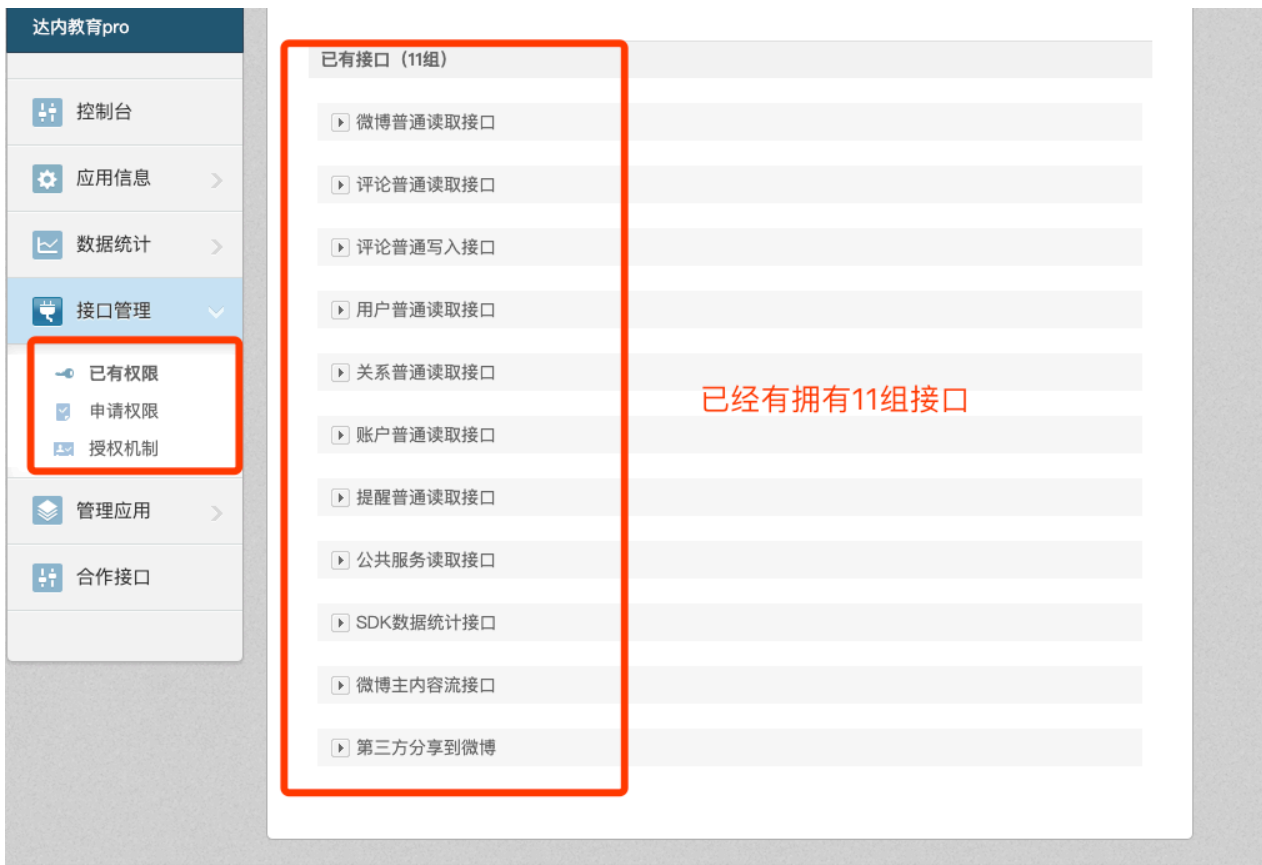 达内教育pro
控制台
应用信息
数据统计
接口管理
已有权限
申请权限
授权机制
管理应用
合作接口
已有接口（11组）
微博普通读取接口
评论普通读取接口
评论普通写入接口
用户普通读取接口
关系普通读取接口
账户普通读取接口
提醒普通读取接口
公共服务读取接口
SDK数据统计接口
微博主内容流接口
第三方分享到微博
已经有拥有11组接口